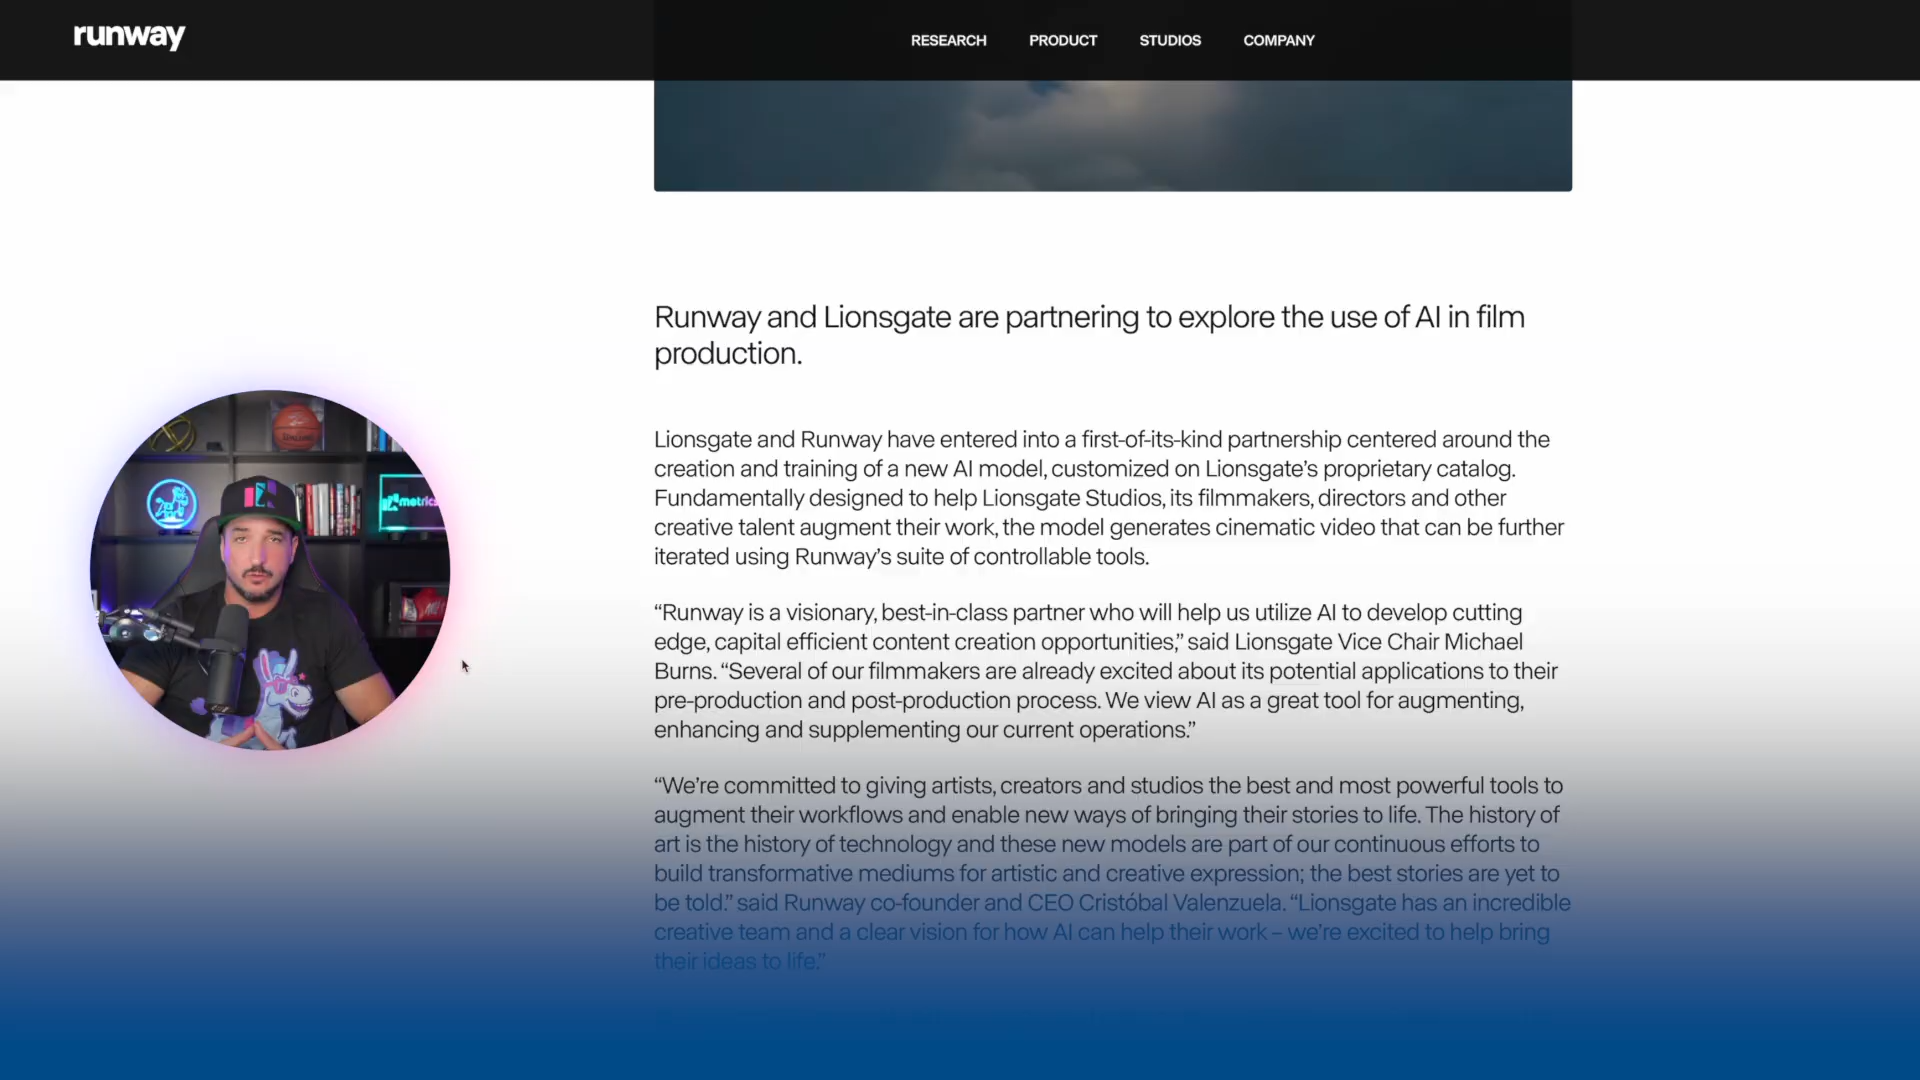 runway
RESEARCH
PRODUCT
STUDIOS
COMPANY
Runway and Lionsgate are partnering to explore the use of AI in film
production.
Lionsgate and Runway have entered into a first-of-its-kind partnership centered around the
creation and training of a new AI model, customized on Lionsgate’s proprietary catalog.
Fundamentally designed to help Lionsgate Studios, its filmmakers, directors and other
creative talent augment their work, the model generates cinematic video that can be further
iterated using Runway’s suite of controllable tools.
“Runway is a visionary, best-in-class partner who will help us utilize AI to develop cutting
edge, capital efficient content creation opportunities,” said Lionsgate Vice Chair Michael
Burns. “Several of our filmmakers are already excited about its potential applications to their
pre-production and post-production process. We view AI as a great tool for augmenting,
enhancing and supplementing our current operations.”
“We’re committed to giving artists, creators and studios the best and most powerful tools to
augment their workflows and enable new ways of bringing their stories to life. The history of
art is the history of technology and these new models are part of our continuous efforts to
build transformative mediums for artistic and creative expression; the best stories are yet to
be told.” said Runway co-founder and CEO Cristóbal Valenzuela. “Lionsgate has an incredible
creative team and a clear vision for how AI can help their work – we’re excited to help bring
their ideas to life.”
metrics